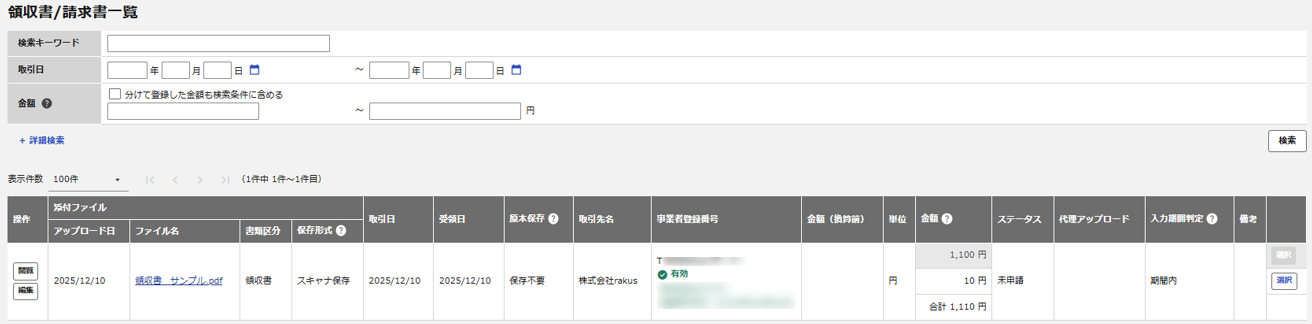 領収書/請求書一覧
検索キーワード
取引日 年 月 日 ～ 年 月 日
金額 ? 分けて登録した金額も検索条件に含める
～ 円
+ 詳細検索
検索
表示件数 100件 (1件中 1件～1件目)
操作 添付ファイル 取引日 受領日 原本保存 ? 取引先名 事業者登録番号 金額（換算前） 単位 金額 ? ステータス 代理アップロード 入力期間判定 ? 備考
アップロード日 ファイル名 書類区分 保存形式 ?
閲覧
編集
2025/12/10 領収書　サンプル.pdf 領収書 スキャナ保存 2025/12/10 2025/12/10 保存不要 株式会社rakus
T
有効
円
1,100 円
10 円
合計 1,110 円
未申請
期間内
選択
選択